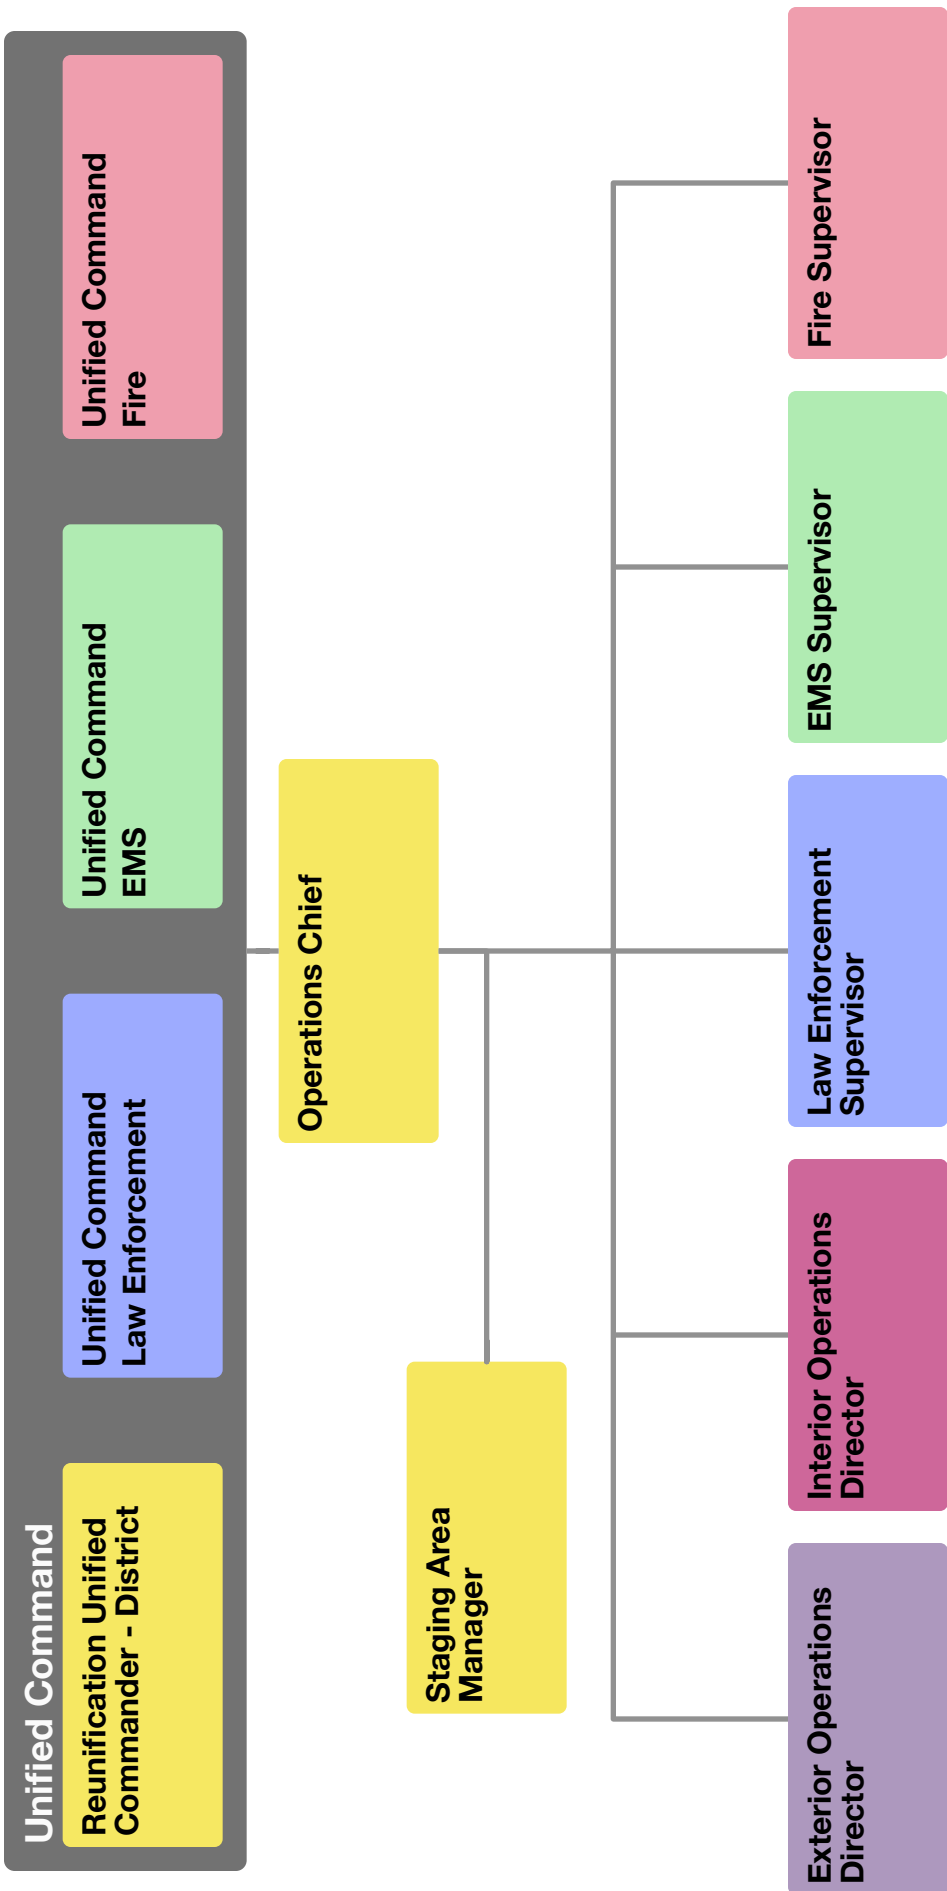 Unified Command
Reunification Unified
Commander - District
Unified Command
Law Enforcement
Unified Command
EMS
Unified Command
Fire
Operations Chief
Staging Area
Manager
Exterior Operations
Director
Interior Operations
Director
Law Enforcement
Supervisor
EMS Supervisor
Fire Supervisor